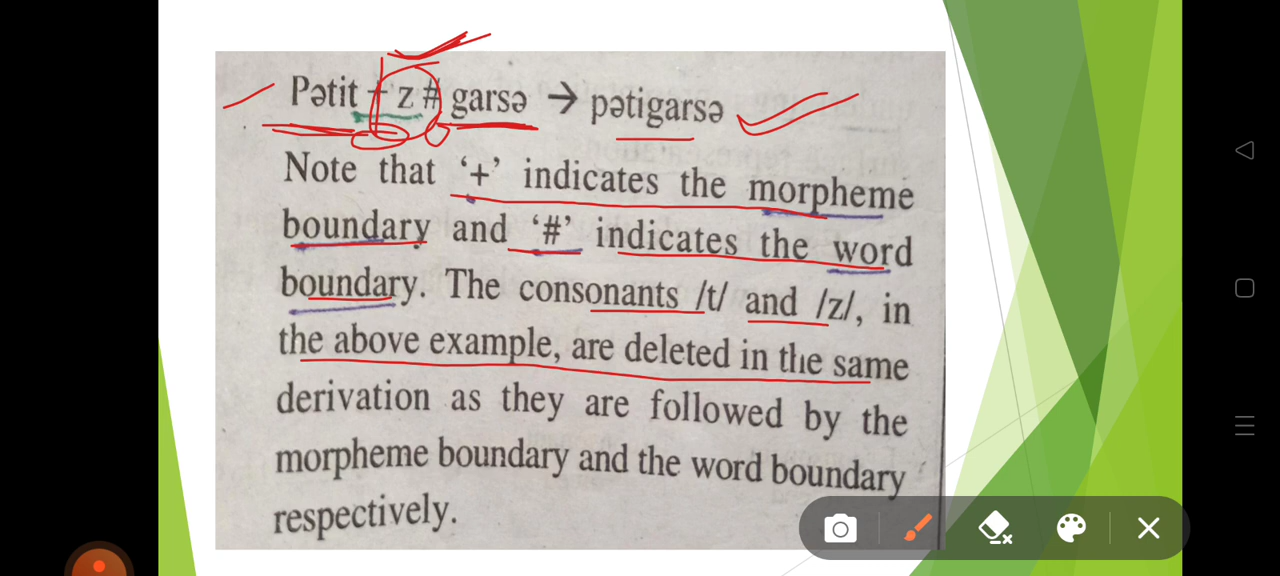 Pətit + z # garsə → pətigarsə
Note that ‘+’ indicates the morpheme
boundary and ‘#’ indicates the word
boundary. The consonants /t/ and /z/, in
the above example, are deleted in the same
derivation as they are followed by the
morpheme boundary and the word boundary
respectively.